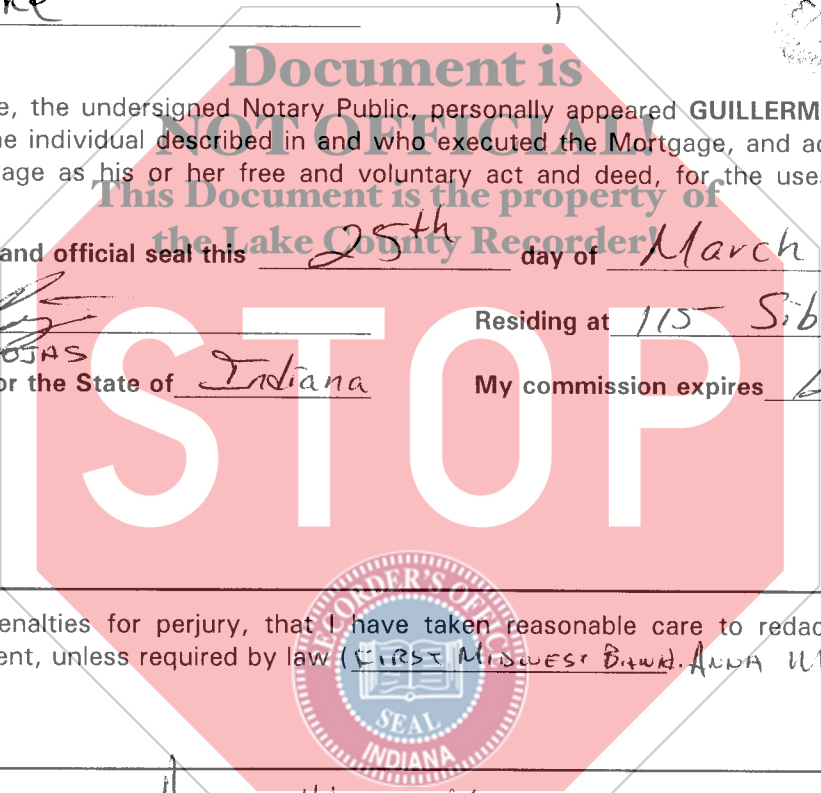 Document is
e, the undersigned Notary Public, personally appeared GUILLERM
NOT OFFICIAL!
ne individual described in and who executed the Mortgage, and ac
age as his or her free and voluntary act and deed, for the uses
This Document is the property of
the Lake County Recorder!
and official seal this 25th day of March
Residing at 115 Sib
OJAS
or the State of Indiana My commission expires
STOP
RECORDER'S OFFICE
enalties for perjury, that I have taken reasonable care to redac
ent, unless required by law (FIRST MIDWEST BANK. ANNA
SEAL
INDIANA